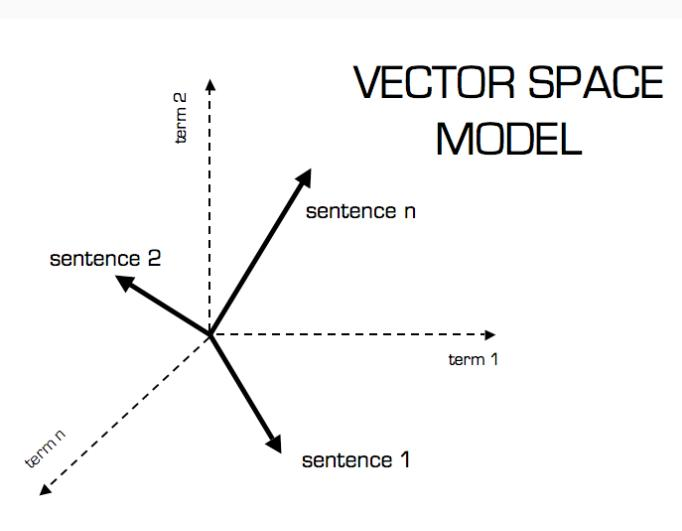 VECTOR SPACE
MODEL
term 2
sentence n
sentence 2
term 1
term n
sentence 1